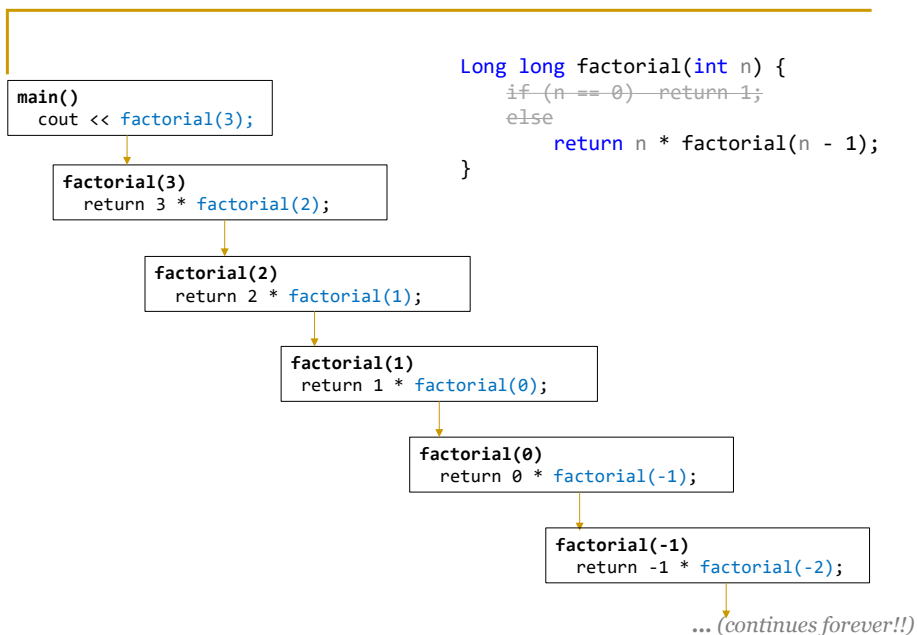 Long long factorial(int n) {
if (n == 0) return 1;
else
return n * factorial(n - 1);
}
main()
cout << factorial(3);
factorial(3)
return 3 * factorial(2);
factorial(2)
return 2 * factorial(1);
factorial(1)
return 1 * factorial(0);
factorial(0)
return 0 * factorial(-1);
factorial(-1)
return -1 * factorial(-2);
... (continues forever!!)